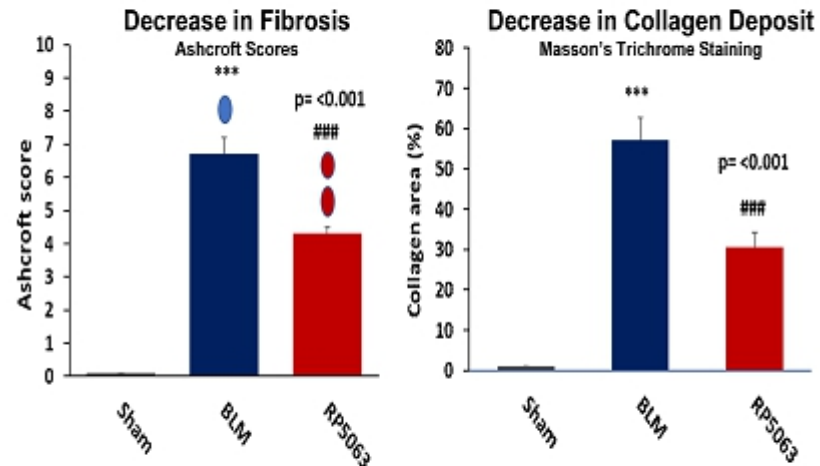 Decrease in Fibrosis
Ashcroft Scores
10
9
8
7
6
5
4
3
2
1
0
Ashcroft score
***
p= <0.001
###
Sham
BLM
RP5063
Decrease in Collagen Deposit
Masson's Trichrome Staining
80
70
60
50
40
30
20
10
0
Collagen area (%)
***
p= <0.001
###
Sham
BLM
RP5063